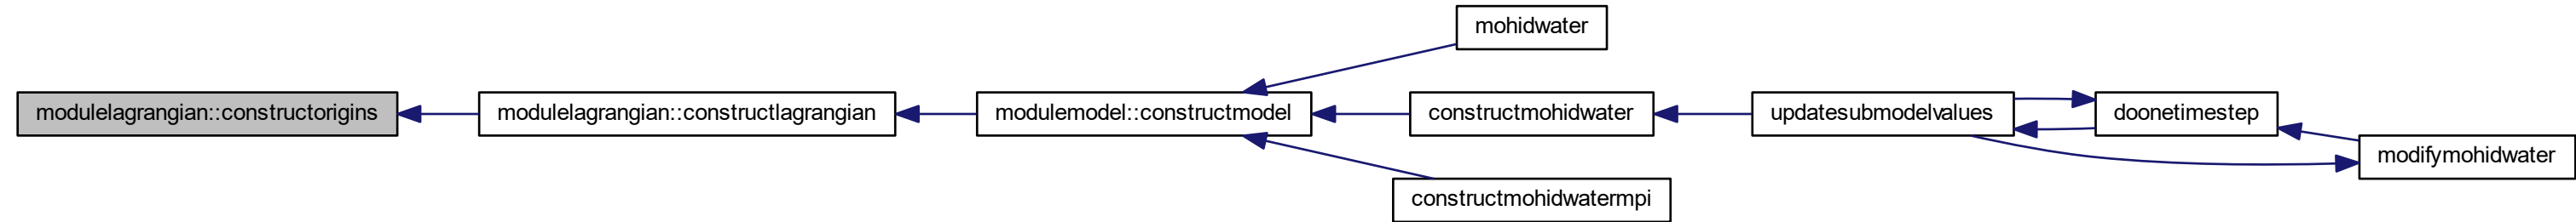 mohidwater
modulelagrangian::constructorigins
modulelagrangian::constructlagrangian
modulemodel::constructmodel
constructmohidwater
updatesubmodelvalues
doonetimestep
modifymohidwater
constructmohidwatermpi